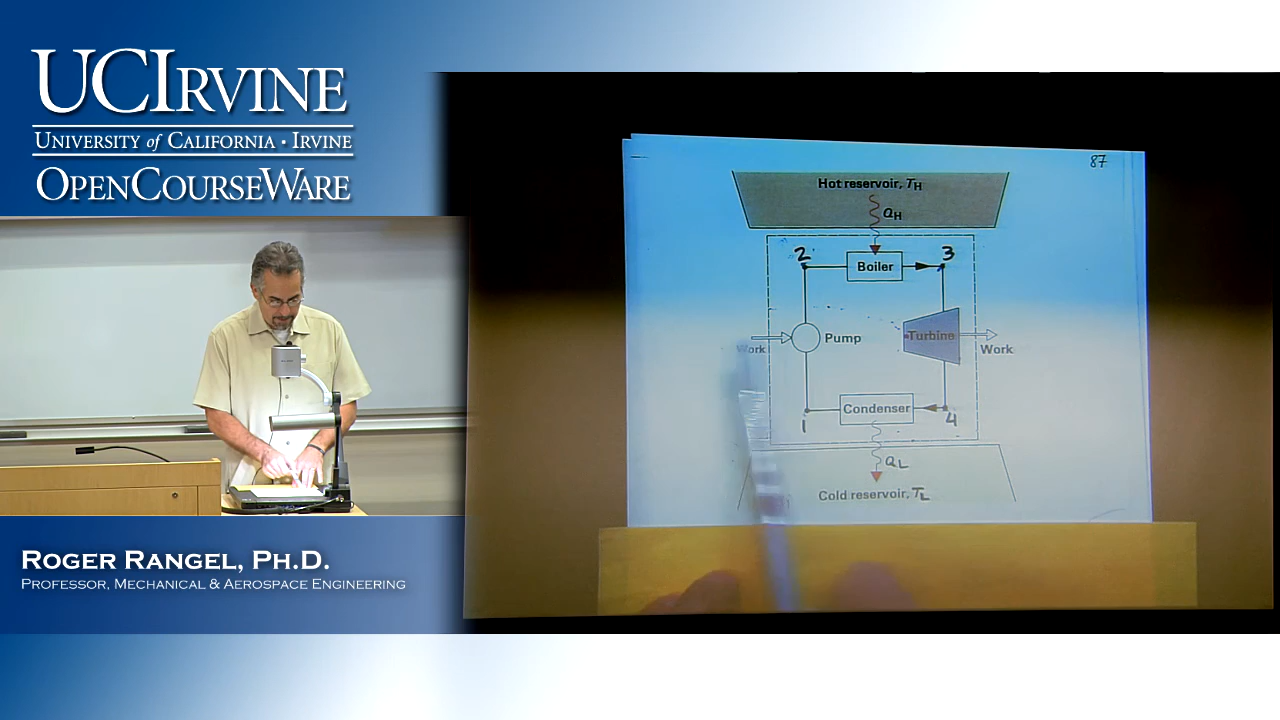 UCIRVINE
UNIVERSITY of CALIFORNIA · IRVINE
OPENCOURSEWARE
87
Hot reservoir, TH
QH
2
Boiler
3
Work
Pump
Turbine
Work
1
Condenser
4
QL
Cold reservoir, TL
ROGER RANGEL, PH.D.
PROFESSOR, MECHANICAL & AEROSPACE ENGINEERING